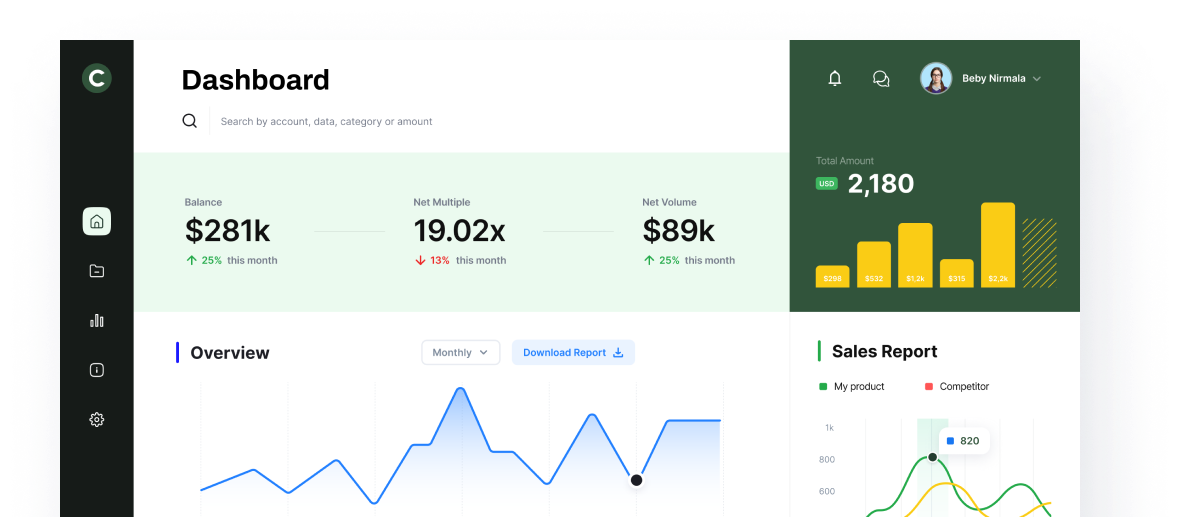 C
Dashboard
Beby Nirmala
Search by account, data, category or amount
Total Amount
USD 2,180
Balance
$281k
25% this month
Net Multiple
19.02x
13% this month
Net Volume
$89k
25% this month
$298 $532 $1,2k $315 $2,2k
Overview
Monthly
Download Report
Sales Report
My product
Competitor
1k
820
800
600